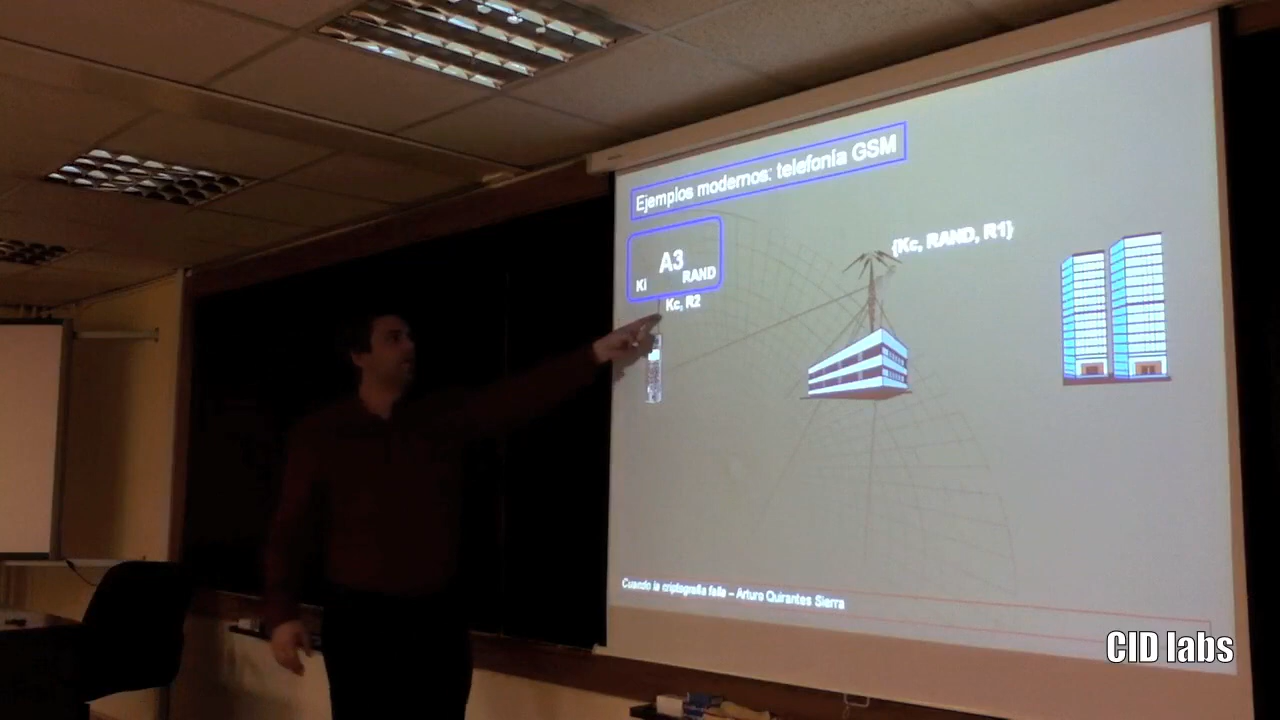 Ejemplos modernos: telefonía GSM
A3
Ki RAND
Kc, R2
{Kc, RAND, R1}
Cuando la criptografia falla – Arturo Quirantes Sierra
CID labs